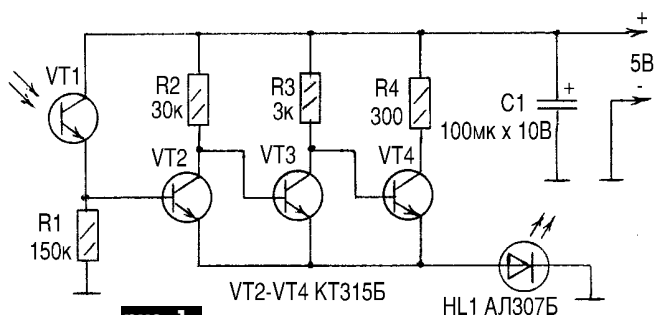 VT1
R2
30к
R3
3к
R4
300
C1
+
100мк x 10В
+
5В
-
VT2
VT3
VT4
R1
150к
VT2-VT4 КТ315Б
HL1 АЛ307Б